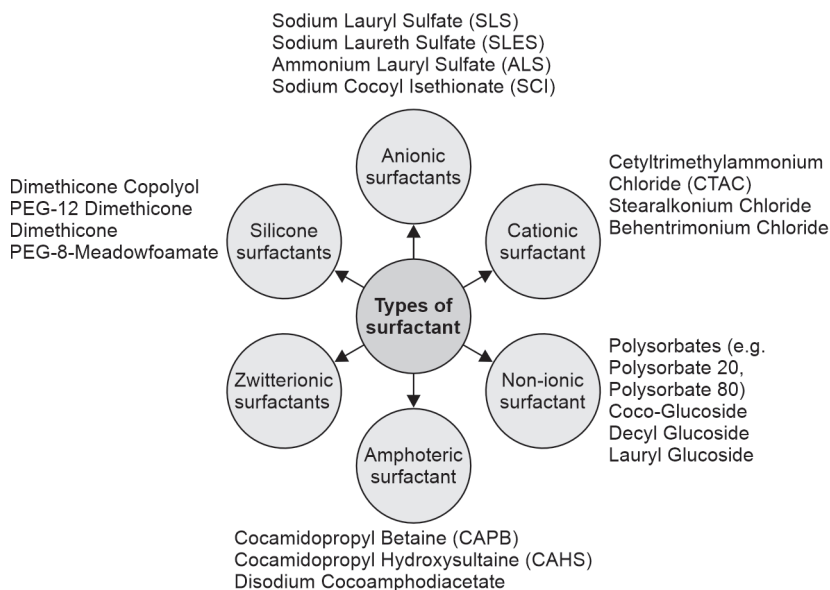 Sodium Lauryl Sulfate (SLS)
Sodium Laureth Sulfate (SLES)
Ammonium Lauryl Sulfate (ALS)
Sodium Cocoyl Isethionate (SCI)
Anionic
surfactants
Dimethicone Copolyol
PEG-12 Dimethicone
Dimethicone
PEG-8-Meadowfoamate
Silicone
surfactants
Cationic
surfactant
Cetyltrimethylammonium
Chloride (CTAC)
Stearalkonium Chloride
Behentrimonium Chloride
Types of
surfactant
Zwitterionic
surfactants
Non-ionic
surfactant
Polysorbates (e.g.
Polysorbate 20,
Polysorbate 80)
Coco-Glucoside
Decyl Glucoside
Lauryl Glucoside
Amphoteric
surfactant
Cocamidopropyl Betaine (CAPB)
Cocamidopropyl Hydroxysultaine (CAHS)
Disodium Cocoamphodiacetate